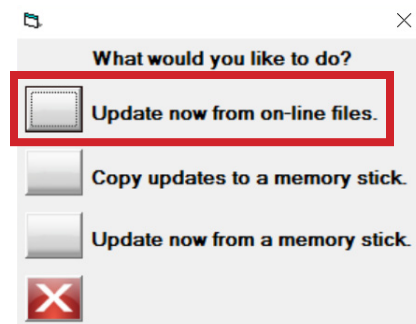 What would you like to do?
Update now from on-line files.
Copy updates to a memory stick.
Update now from a memory stick.